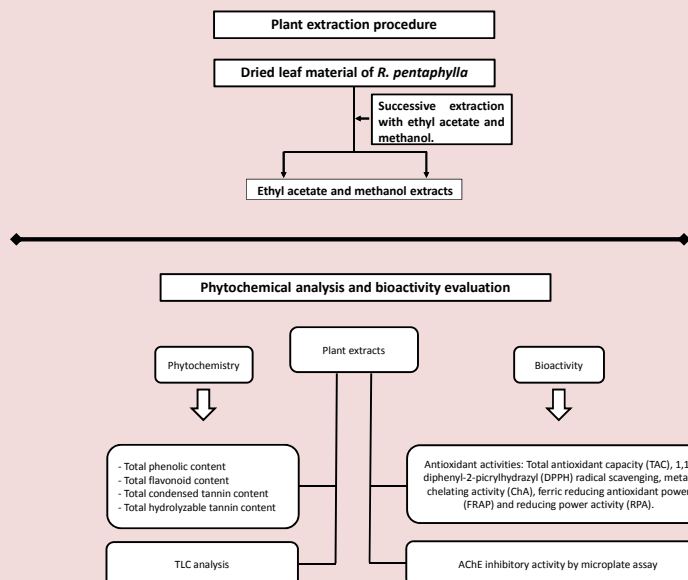 Plant extraction procedure
Dried leaf material of R. pentaphylla
Successive extraction
with ethyl acetate and
methanol.
Ethyl acetate and methanol extracts
Phytochemical analysis and bioactivity evaluation
Plant extracts
Phytochemistry
Bioactivity
- Total phenolic content
- Total flavonoid content
- Total condensed tannin content
- Total hydrolyzable tannin content
Antioxidant activities: Total antioxidant capacity (TAC), 1,1
diphenyl-2-picrylhydrazyl (DPPH) radical scavenging, meta
chelating activity (ChA), ferric reducing antioxidant power
(FRAP) and reducing power activity (RPA).
TLC analysis
AChE inhibitory activity by microplate assay